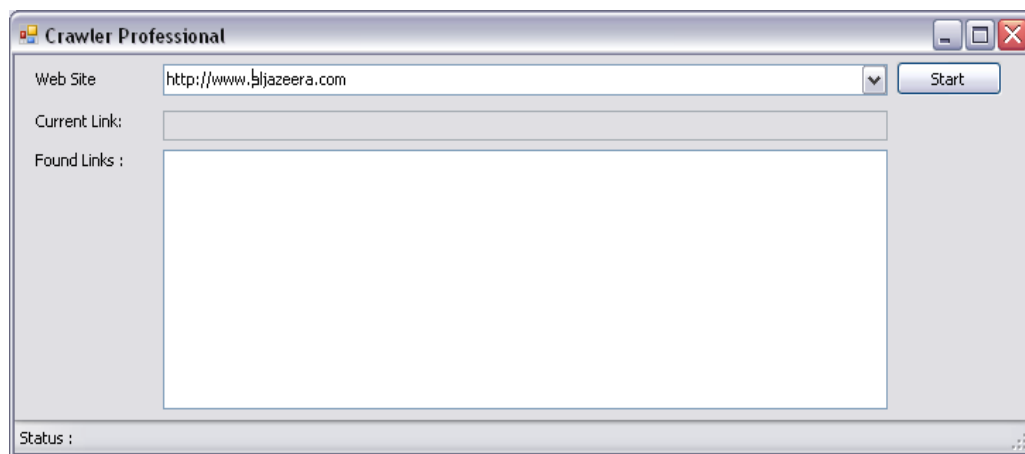 Crawler Professional
Web Site http://www.aljazeera.com Start
Current Link:
Found Links :
Status :